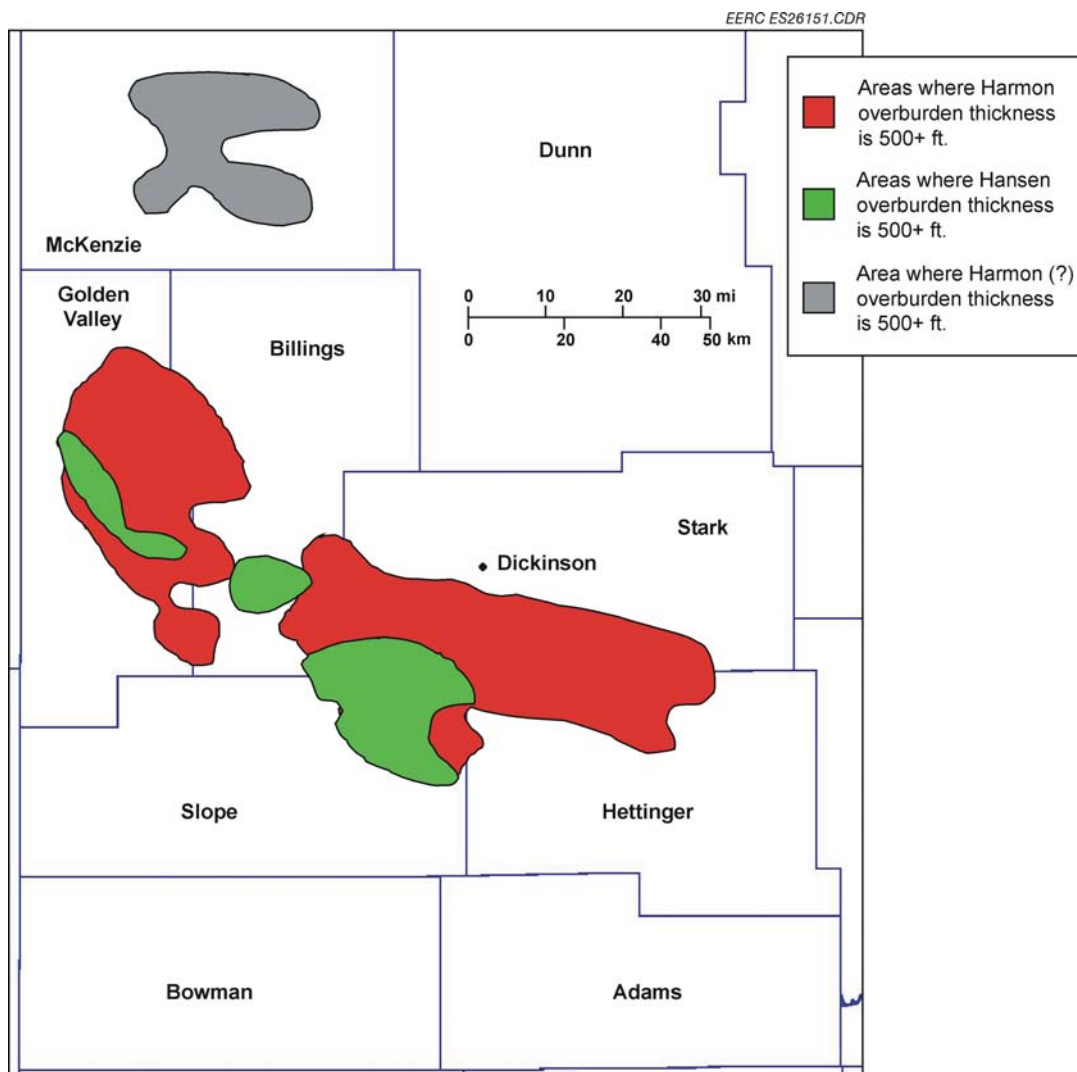 EERC ES26151.CDR
Areas where Harmon
overburden thickness
is 500+ ft.
Areas where Hansen
overburden thickness
is 500+ ft.
Area where Harmon (?)
overburden thickness
is 500+ ft.
Dunn
McKenzie
Golden
Valley
Billings
0 10 20 30 mi
0 20 40 50 km
Stark
Dickinson
Slope
Hettinger
Bowman
Adams